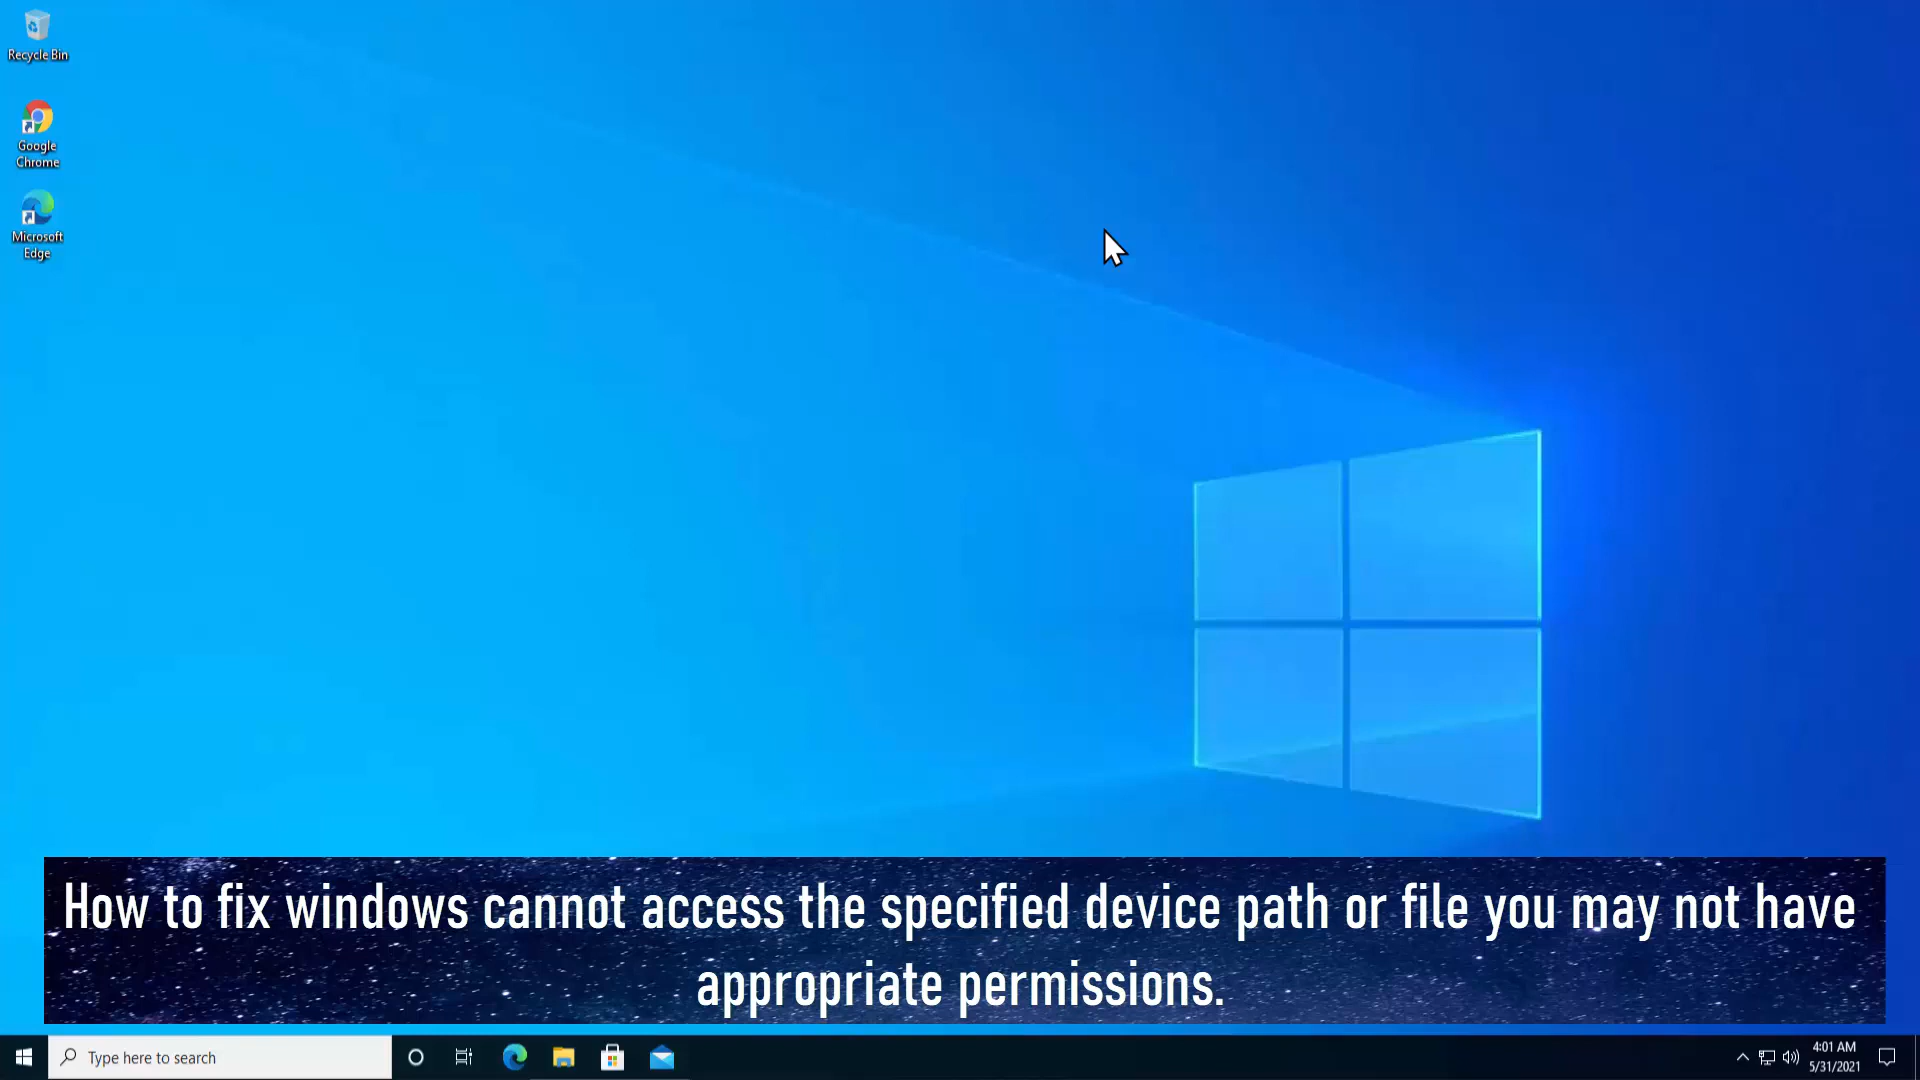 Recycle Bin
Google
Chrome
Microsoft
Edge
How to fix windows cannot access the specified device path or file you may not have
appropriate permissions.
Type here to search
4:01 AM
5/31/2021